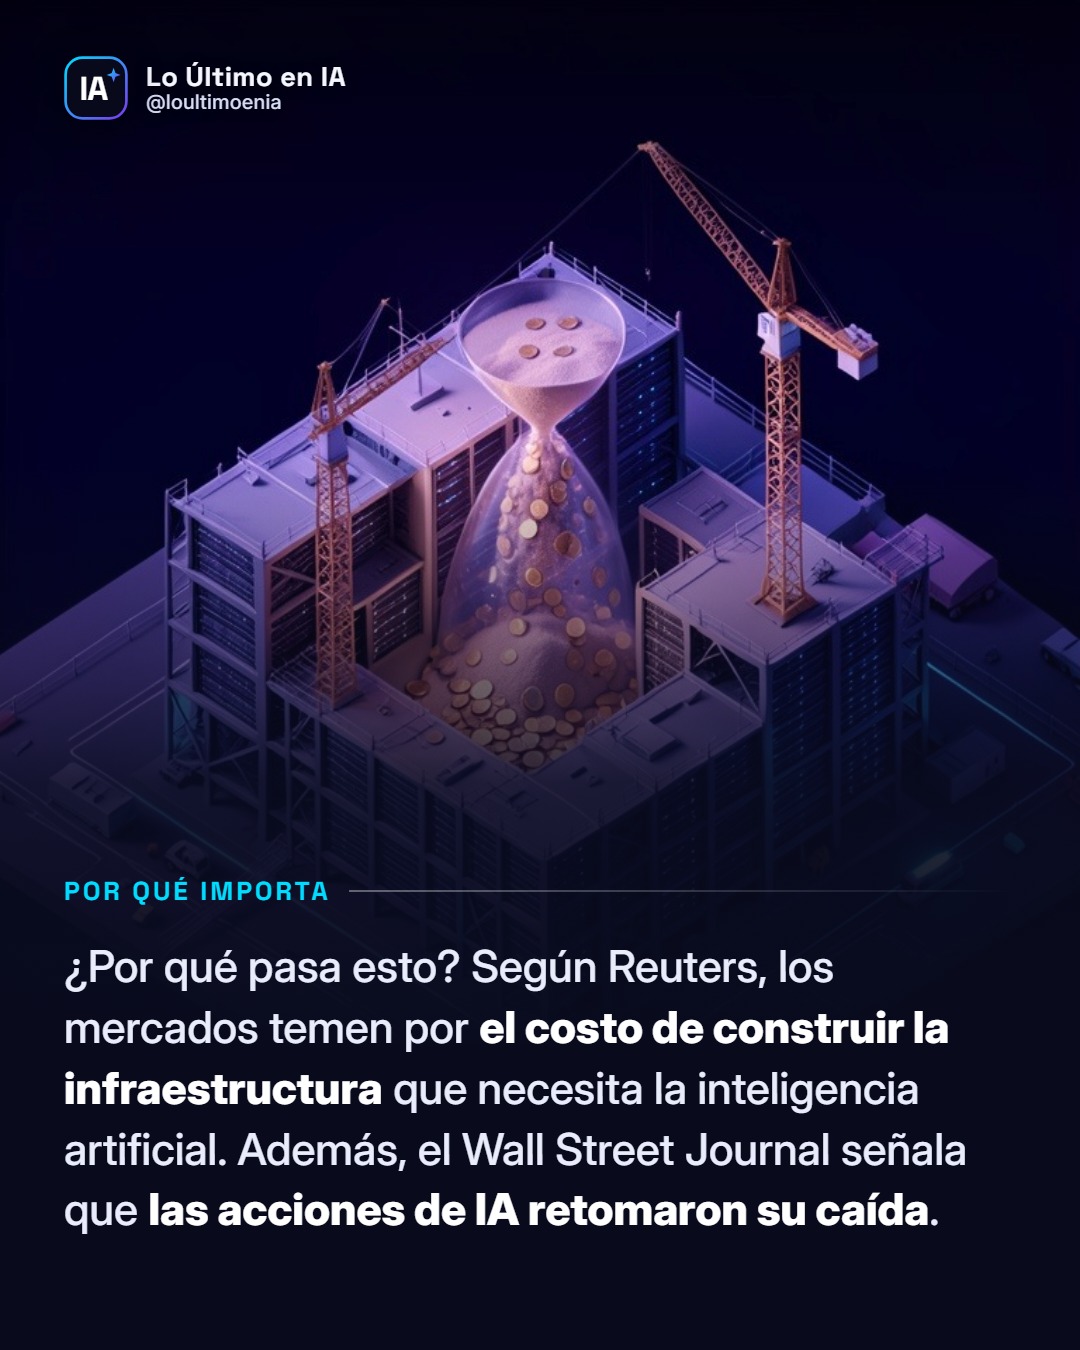 IA
Lo Último en IA
@loultimoenia
POR QUÉ IMPORTA
¿Por qué pasa esto? Según Reuters, los
mercados temen por el costo de construir la
infraestructura que necesita la inteligencia
artificial. Además, el Wall Street Journal señala
que las acciones de IA retomaron su caída.